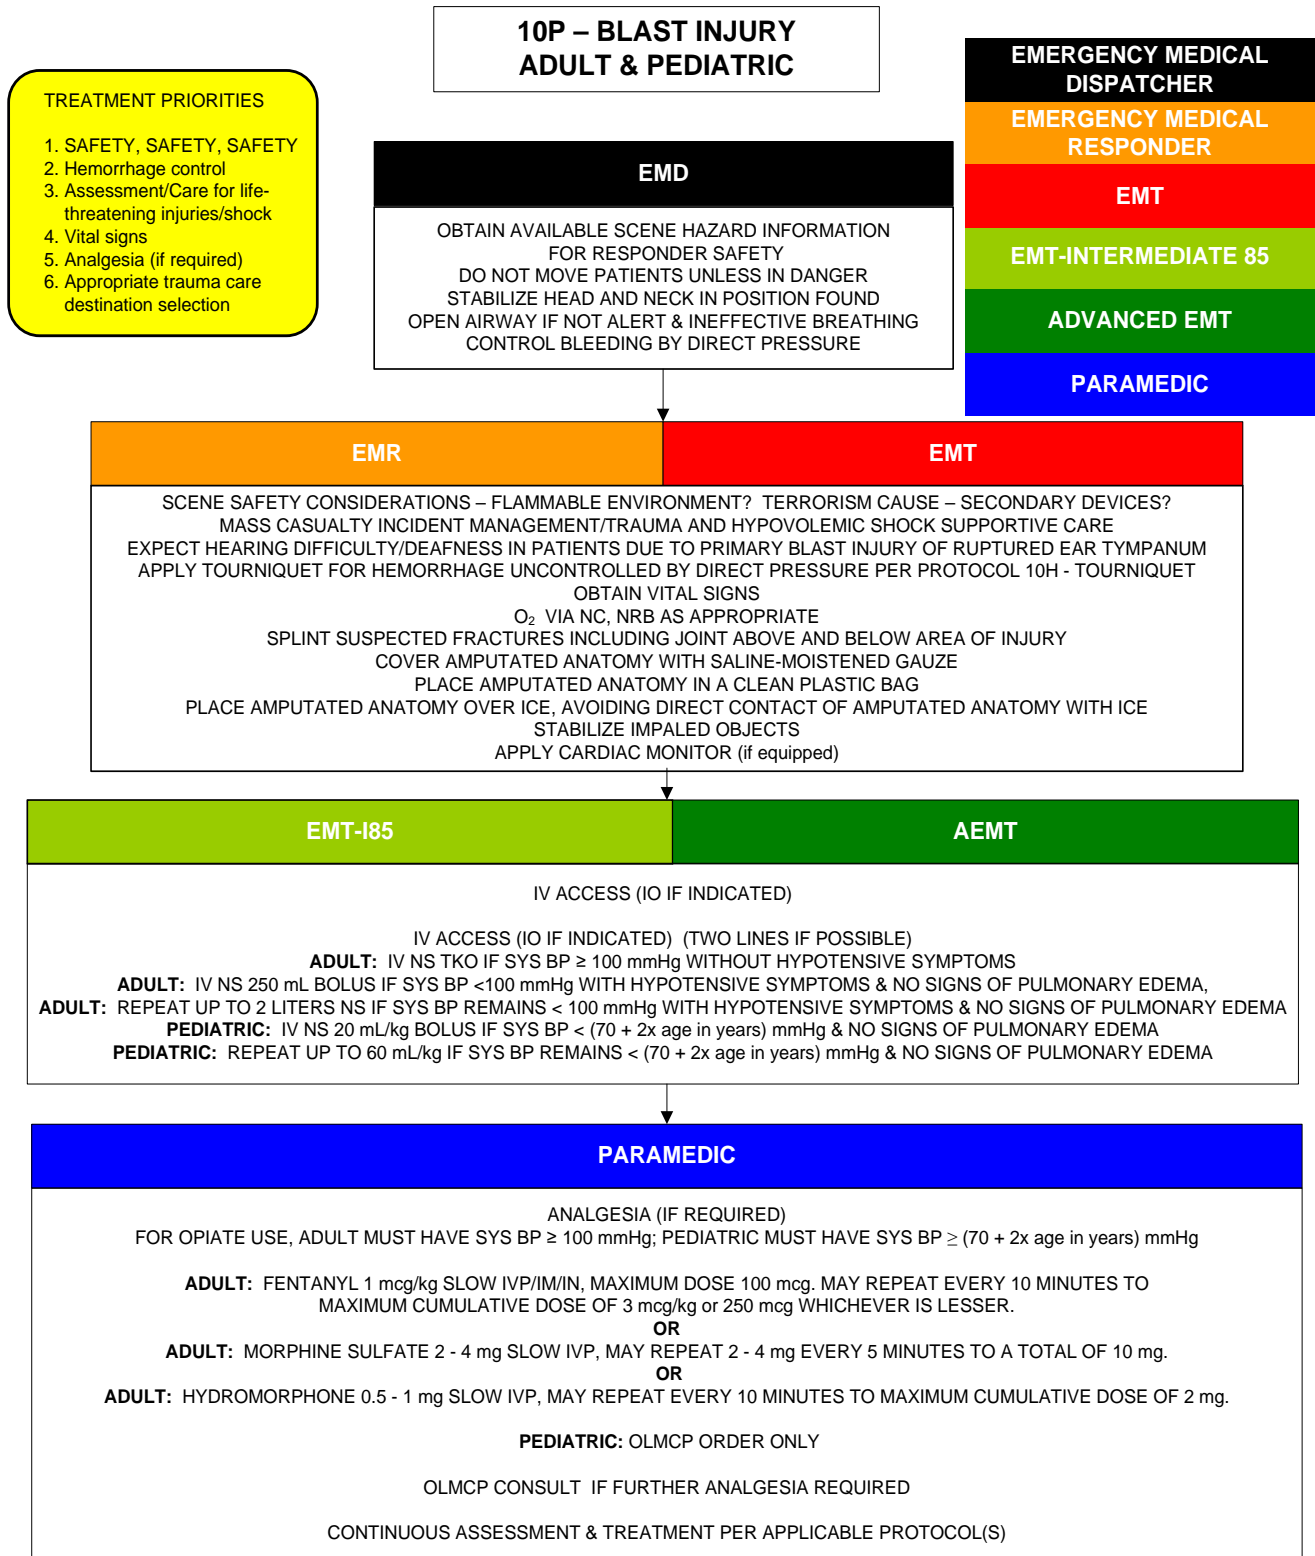 10P – BLAST INJURY
ADULT & PEDIATRIC
TREATMENT PRIORITIES
1. SAFETY, SAFETY, SAFETY
2. Hemorrhage control
3. Assessment/Care for life-
threatening injuries/shock
4. Vital signs
5. Analgesia (if required)
6. Appropriate trauma care
destination selection
EMERGENCY MEDICAL
DISPATCHER
EMERGENCY MEDICAL
RESPONDER
EMT
EMT-INTERMEDIATE 85
ADVANCED EMT
PARAMEDIC
EMD
OBTAIN AVAILABLE SCENE HAZARD INFORMATION
FOR RESPONDER SAFETY
DO NOT MOVE PATIENTS UNLESS IN DANGER
STABILIZE HEAD AND NECK IN POSITION FOUND
OPEN AIRWAY IF NOT ALERT & INEFFECTIVE BREATHING
CONTROL BLEEDING BY DIRECT PRESSURE
EMR
EMT
SCENE SAFETY CONSIDERATIONS – FLAMMABLE ENVIRONMENT? TERRORISM CAUSE – SECONDARY DEVICES?
MASS CASUALTY INCIDENT MANAGEMENT/TRAUMA AND HYPOVOLEMIC SHOCK SUPPORTIVE CARE
EXPECT HEARING DIFFICULTY/DEAFNESS IN PATIENTS DUE TO PRIMARY BLAST INJURY OF RUPTURED EAR TYMPANUM
APPLY TOURNIQUET FOR HEMORRHAGE UNCONTROLLED BY DIRECT PRESSURE PER PROTOCOL 10H - TOURNIQUET
OBTAIN VITAL SIGNS
O₂ VIA NC, NRB AS APPROPRIATE
SPLINT SUSPECTED FRACTURES INCLUDING JOINT ABOVE AND BELOW AREA OF INJURY
COVER AMPUTATED ANATOMY WITH SALINE-MOISTENED GAUZE
PLACE AMPUTATED ANATOMY IN A CLEAN PLASTIC BAG
PLACE AMPUTATED ANATOMY OVER ICE, AVOIDING DIRECT CONTACT OF AMPUTATED ANATOMY WITH ICE
STABILIZE IMPALED OBJECTS
APPLY CARDIAC MONITOR (if equipped)
EMT-I85
AEMT
IV ACCESS (IO IF INDICATED)
IV ACCESS (IO IF INDICATED) (TWO LINES IF POSSIBLE)
ADULT: IV NS TKO IF SYS BP ≥ 100 mmHg WITHOUT HYPOTENSIVE SYMPTOMS
ADULT: IV NS 250 mL BOLUS IF SYS BP <100 mmHg WITH HYPOTENSIVE SYMPTOMS & NO SIGNS OF PULMONARY EDEMA,
ADULT: REPEAT UP TO 2 LITERS NS IF SYS BP REMAINS < 100 mmHg WITH HYPOTENSIVE SYMPTOMS & NO SIGNS OF PULMONARY EDEMA
PEDIATRIC: IV NS 20 mL/kg BOLUS IF SYS BP < (70 + 2x age in years) mmHg & NO SIGNS OF PULMONARY EDEMA
PEDIATRIC: REPEAT UP TO 60 mL/kg IF SYS BP REMAINS < (70 + 2x age in years) mmHg & NO SIGNS OF PULMONARY EDEMA
PARAMEDIC
ANALGESIA (IF REQUIRED)
FOR OPIATE USE, ADULT MUST HAVE SYS BP ≥ 100 mmHg; PEDIATRIC MUST HAVE SYS BP ≥ (70 + 2x age in years) mmHg
ADULT: FENTANYL 1 mcg/kg SLOW IVP/IM/IN, MAXIMUM DOSE 100 mcg. MAY REPEAT EVERY 10 MINUTES TO
MAXIMUM CUMULATIVE DOSE OF 3 mcg/kg or 250 mcg WHICHEVER IS LESSER.
OR
ADULT: MORPHINE SULFATE 2 - 4 mg SLOW IVP, MAY REPEAT 2 - 4 mg EVERY 5 MINUTES TO A TOTAL OF 10 mg.
OR
ADULT: HYDROMORPHONE 0.5 - 1 mg SLOW IVP, MAY REPEAT EVERY 10 MINUTES TO MAXIMUM CUMULATIVE DOSE OF 2 mg.
PEDIATRIC: OLMCP ORDER ONLY
OLMCP CONSULT IF FURTHER ANALGESIA REQUIRED
CONTINUOUS ASSESSMENT & TREATMENT PER APPLICABLE PROTOCOL(S)